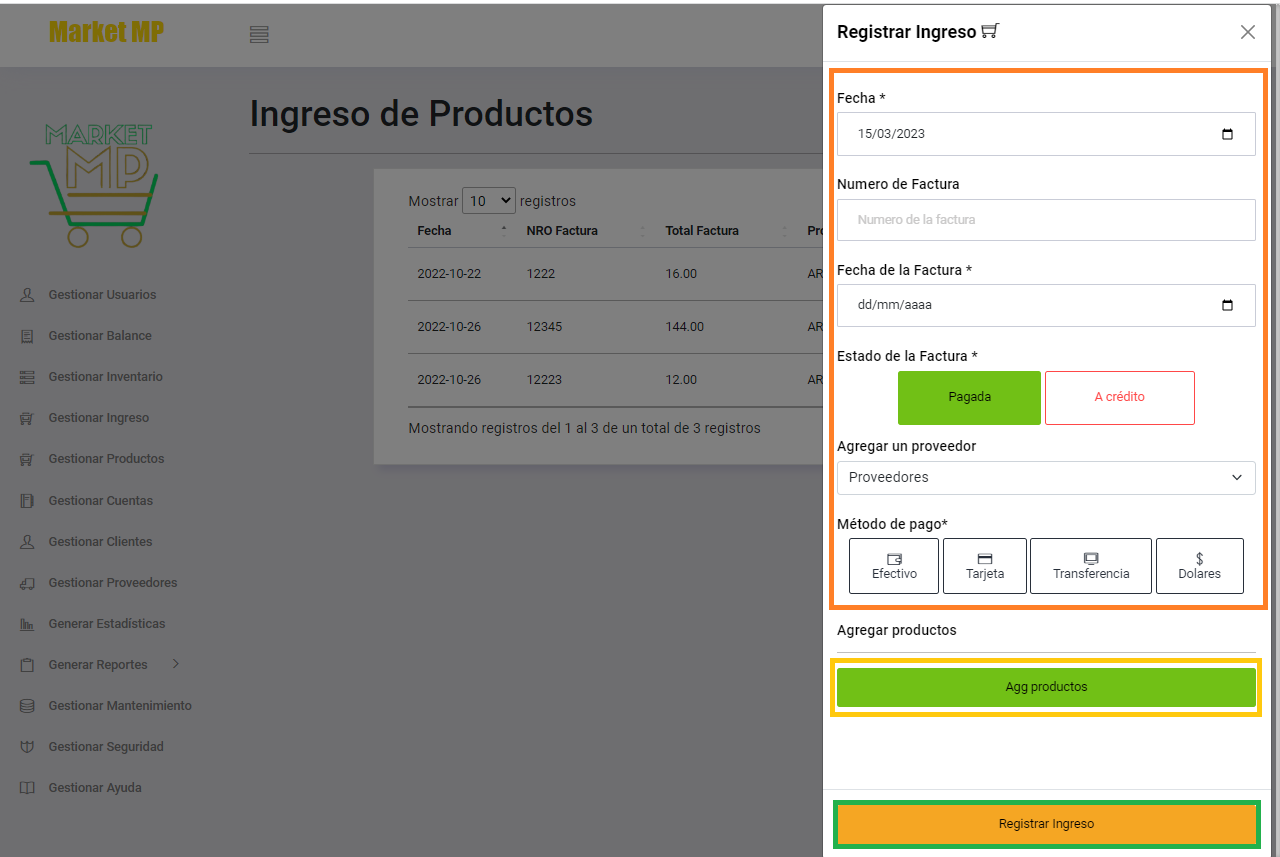 Market MP
MARKET
MP
Gestionar Usuarios
Gestionar Balance
Gestionar Inventario
Gestionar Ingreso
Gestionar Productos
Gestionar Cuentas
Gestionar Clientes
Gestionar Proveedores
Generar Estadísticas
Generar Reportes
Gestionar Mantenimiento
Gestionar Seguridad
Gestionar Ayuda
Ingreso de Productos
Mostrar 10 registros
Fecha NRO Factura Total Factura Pro
2022-10-22 1222 16.00 AR
2022-10-26 12345 144.00 AR
2022-10-26 12223 12.00 AR
Mostrando registros del 1 al 3 de un total de 3 registros
Registrar Ingreso
Fecha *
15/03/2023
Numero de Factura
Numero de la factura
Fecha de la Factura *
dd/mm/aaaa
Estado de la Factura *
Pagada A crédito
Agregar un proveedor
Proveedores
Método de pago*
Efectivo Tarjeta Transferencia Dolares
Agregar productos
Agg productos
Registrar Ingreso